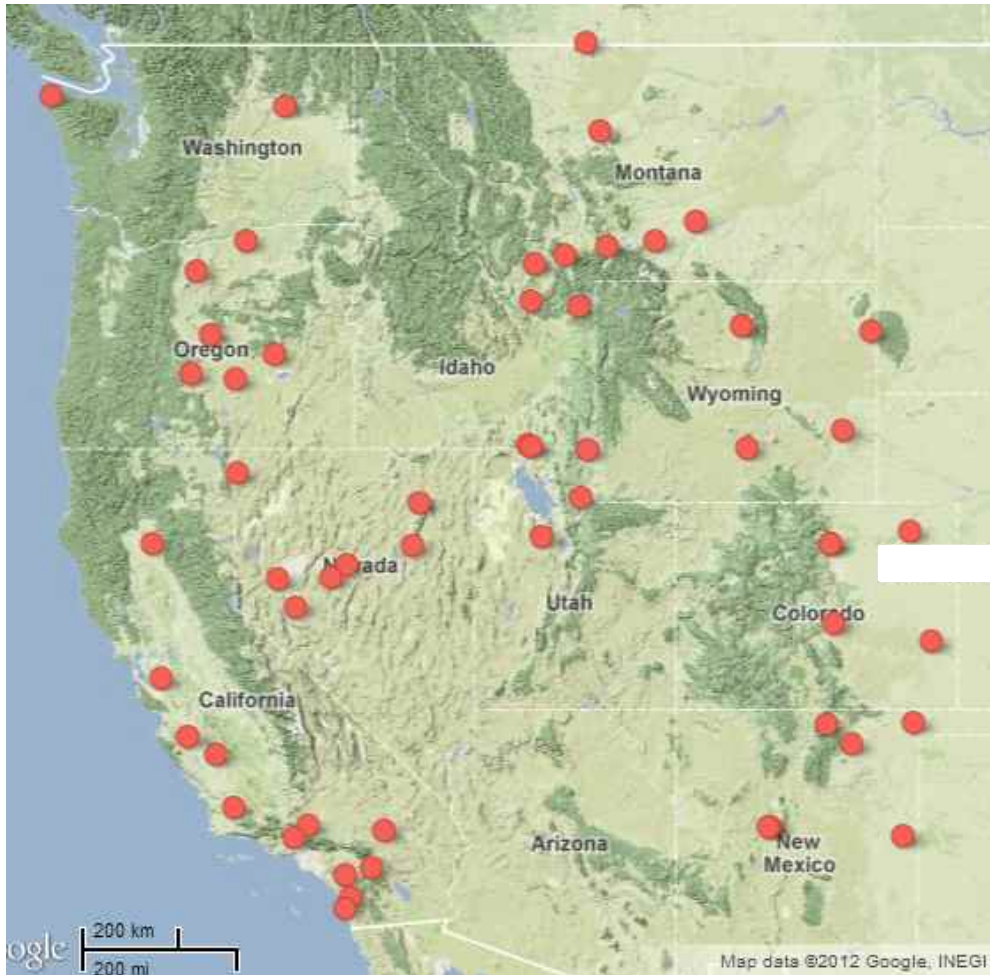 Washington
Montana
Oregon
Idaho
Wyoming
Nevada
Utah
Colorado
California
Arizona
New
Mexico
200 km
200 mi
Map data ©2012 Google, INEGI